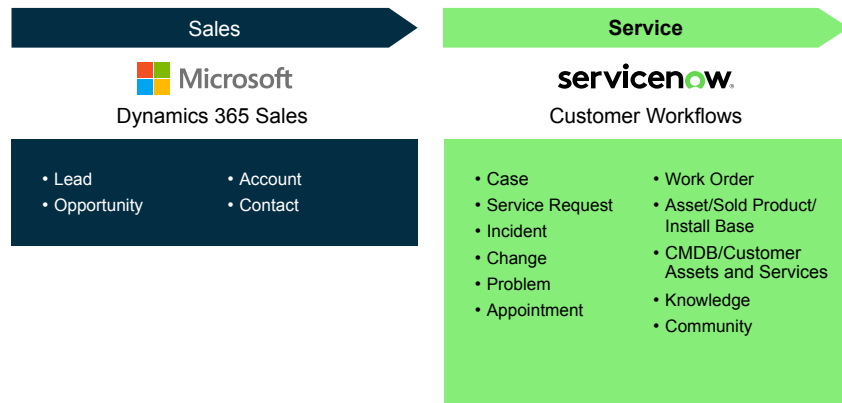 Sales
Microsoft
Dynamics 365 Sales
• Lead
• Opportunity
• Account
• Contact
Service
servicenow.
Customer Workflows
• Case
• Service Request
• Incident
• Change
• Problem
• Appointment
• Work Order
• Asset/Sold Product/
Install Base
• CMDB/Customer
Assets and Services
• Knowledge
• Community